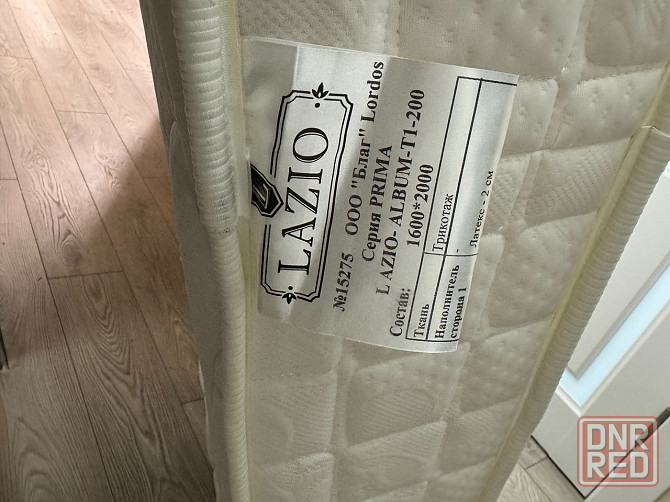 LAZIO
№15275 ООО "Благ" Lordos
Серия PRIMA
L AZIO- ALBUM-T1-200
1600*2000
Состав:
Ткань Трикотаж
Наполнитель -
сторона 1 Латекс - 2 см
DNR
RED